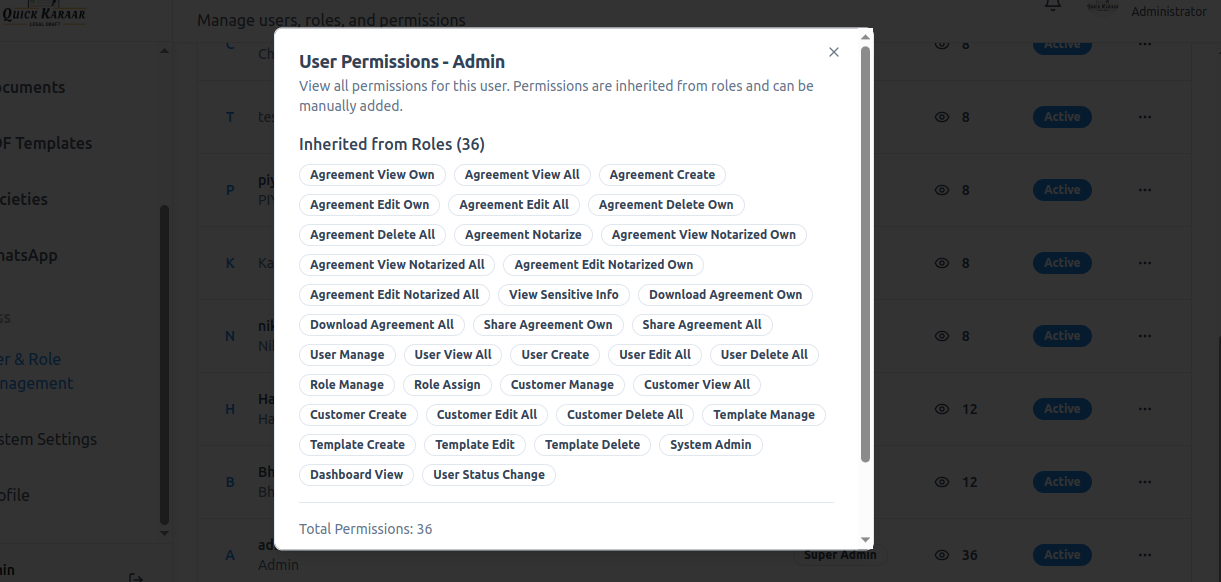 QUICK KARAAR
Manage users, roles, and permissions
Administrator
User Permissions - Admin
View all permissions for this user. Permissions are inherited from roles and can be
manually added.
Inherited from Roles (36)
Agreement View Own Agreement View All Agreement Create
Agreement Edit Own Agreement Edit All Agreement Delete Own
Agreement Delete All Agreement Notarize Agreement View Notarized Own
Agreement View Notarized All Agreement Edit Notarized Own
Agreement Edit Notarized All View Sensitive Info Download Agreement Own
Download Agreement All Share Agreement Own Share Agreement All
User Manage User View All User Create User Edit All User Delete All
Role Manage Role Assign Customer Manage Customer View All
Customer Create Customer Edit All Customer Delete All Template Manage
Template Create Template Edit Template Delete System Admin
Dashboard View User Status Change
Total Permissions: 36
cuments
F Templates
cieties
hatsApp
ss
er & Role
nagement
stem Settings
ofile
in
C Ch 8 Active
T tes 8 Active
P piy 8 Active
PI
K Ka 8 Active
N nik 8 Active
Nil
H Ha 12 Active
Ha
B Bh 12 Active
Bh
A ad Super Admin 36 Active
Admin